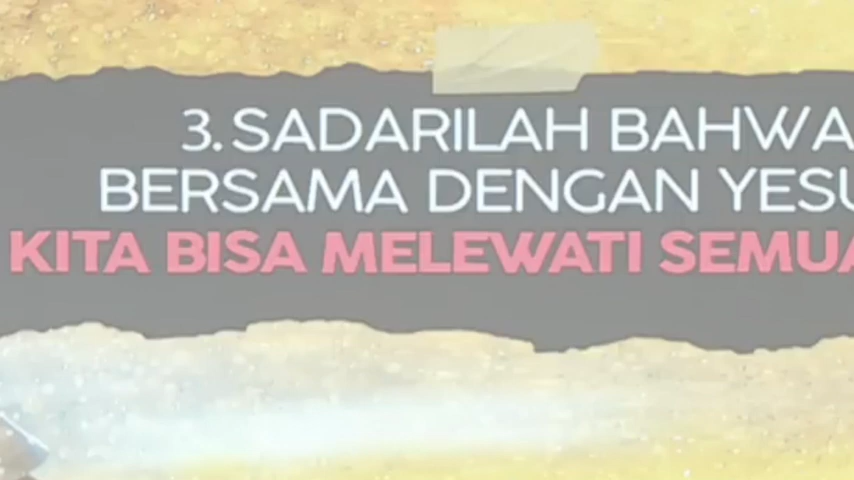 3. SADARILAH BAHWA
BERSAMA DENGAN YESU
KITA BISA MELEWATI SEMUA